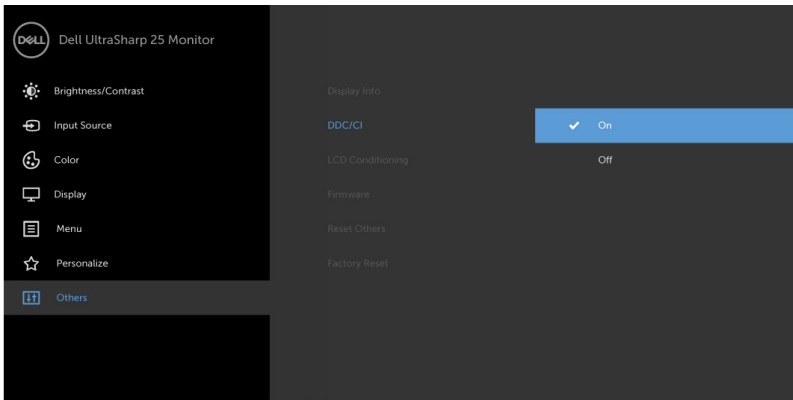 DELL
Dell UltraSharp 25 Monitor
Brightness/Contrast
Input Source
Color
Display
Menu
Personalize
Others
Display Info
DDC/CI
LCD Conditioning
Firmware
Reset Others
Factory Reset
On
Off